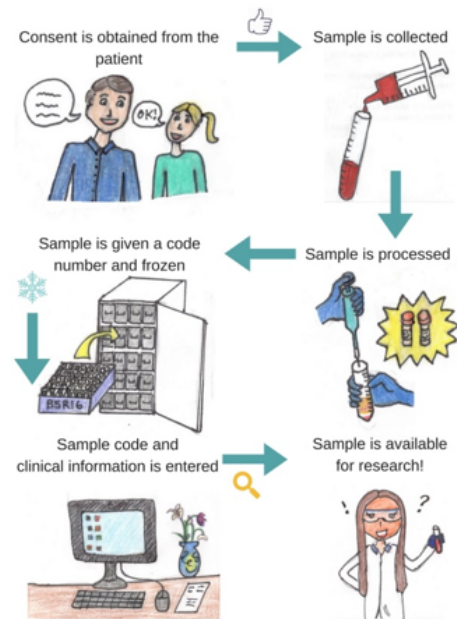 Consent is obtained from the
patient
OK!
Sample is collected
Sample is processed
Sample is given a code
number and frozen
BSR16
Sample code and
clinical information is entered
Sample is available
for research!
! ?